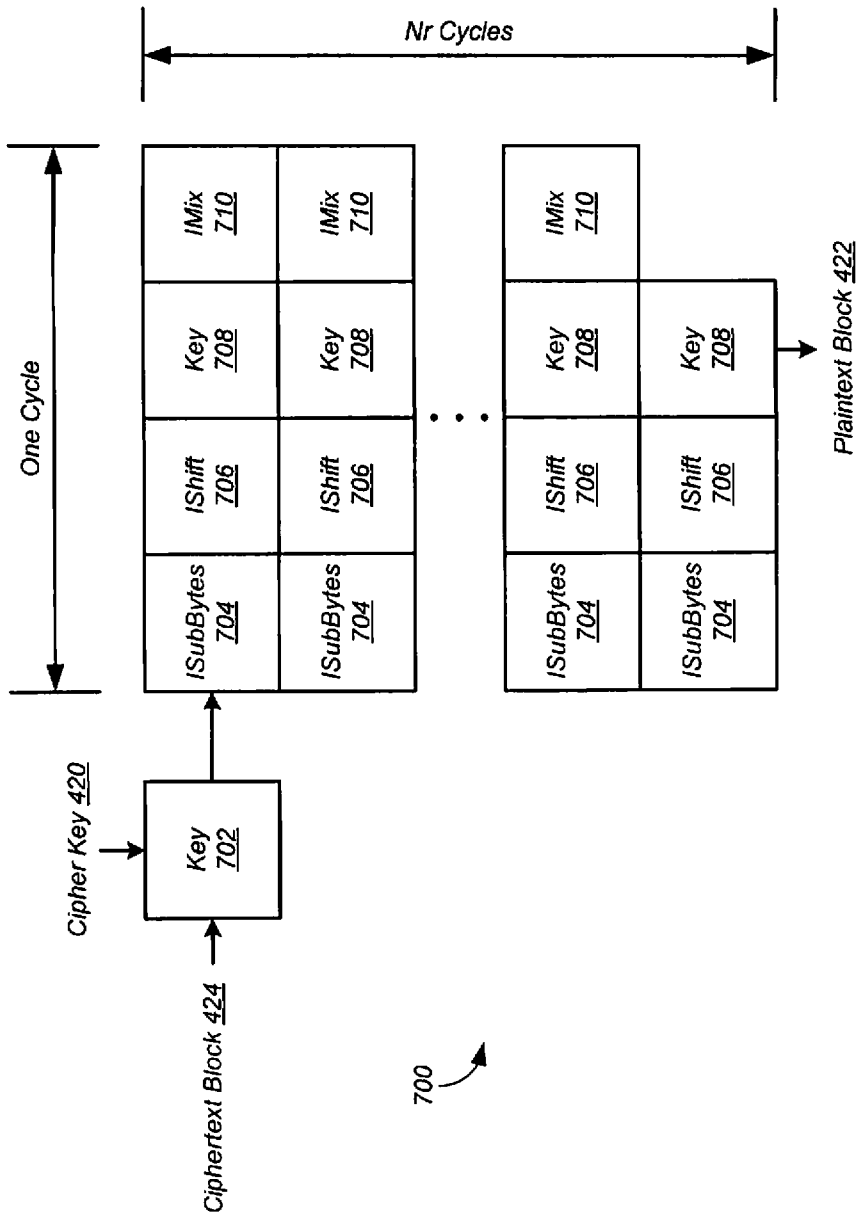 One Cycle
Nr Cycles
Cipher Key 420
Ciphertext Block 424
Key
702
ISubBytes
704
IShift
706
Key
708
IMix
710
ISubBytes
704
IShift
706
Key
708
IMix
710
• • •
ISubBytes
704
IShift
706
Key
708
IMix
710
ISubBytes
704
IShift
706
Key
708
Plaintext Block 422
700